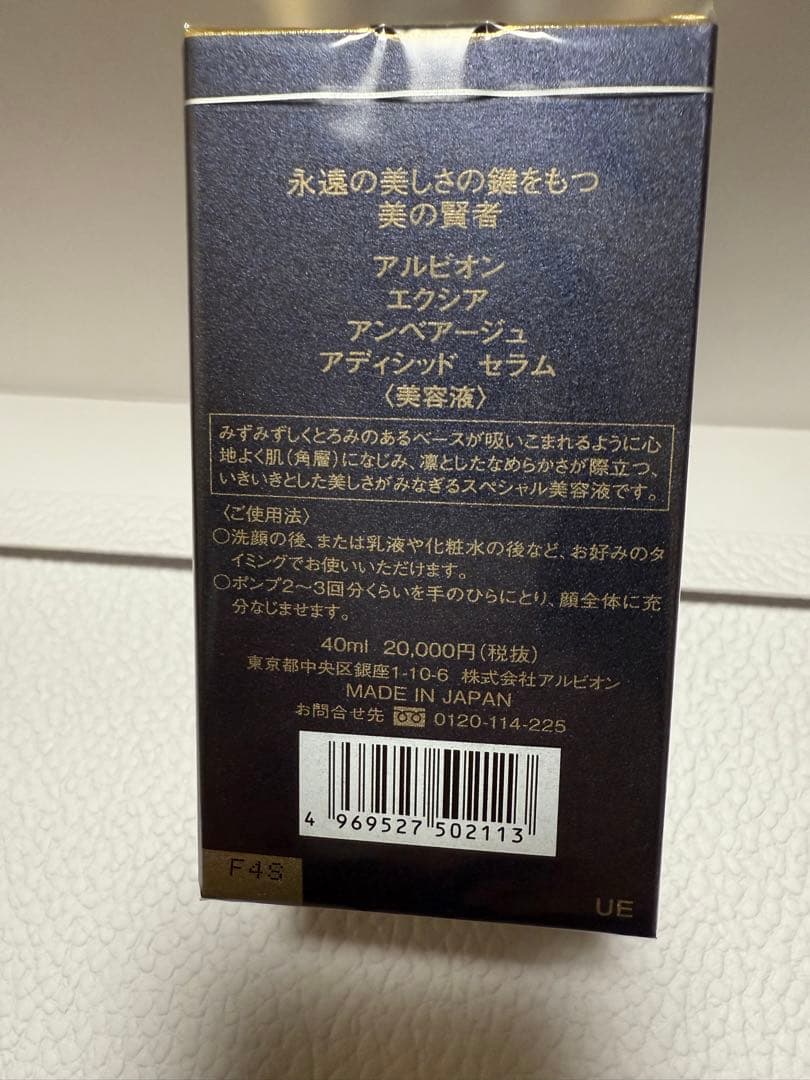 永遠の美しさの鍵をもつ
美の賢者
アルビオン
エクシア
アンベアージュ
アディシッド セラム
〈美容液〉
みずみずしくとろみのあるベースが吸いこまれるように心
地よく肌(角層)になじみ、凛としたなめらかさが際立つ、
いきいきとした美しさがみなぎるスペシャル美容液です。
〈ご使用法〉
○洗顔の後、または乳液や化粧水の後など、お好みのタ
イミングでお使いいただけます。
○ポンプ2〜3回分くらいを手のひらにとり、顔全体に充
分なじませます。
40ml 20,000円(税抜)
東京都中央区銀座1-10-6 株式会社アルビオン
MADE IN JAPAN
お問合せ先 0120-114-225
4 969527 502113
F48
UE